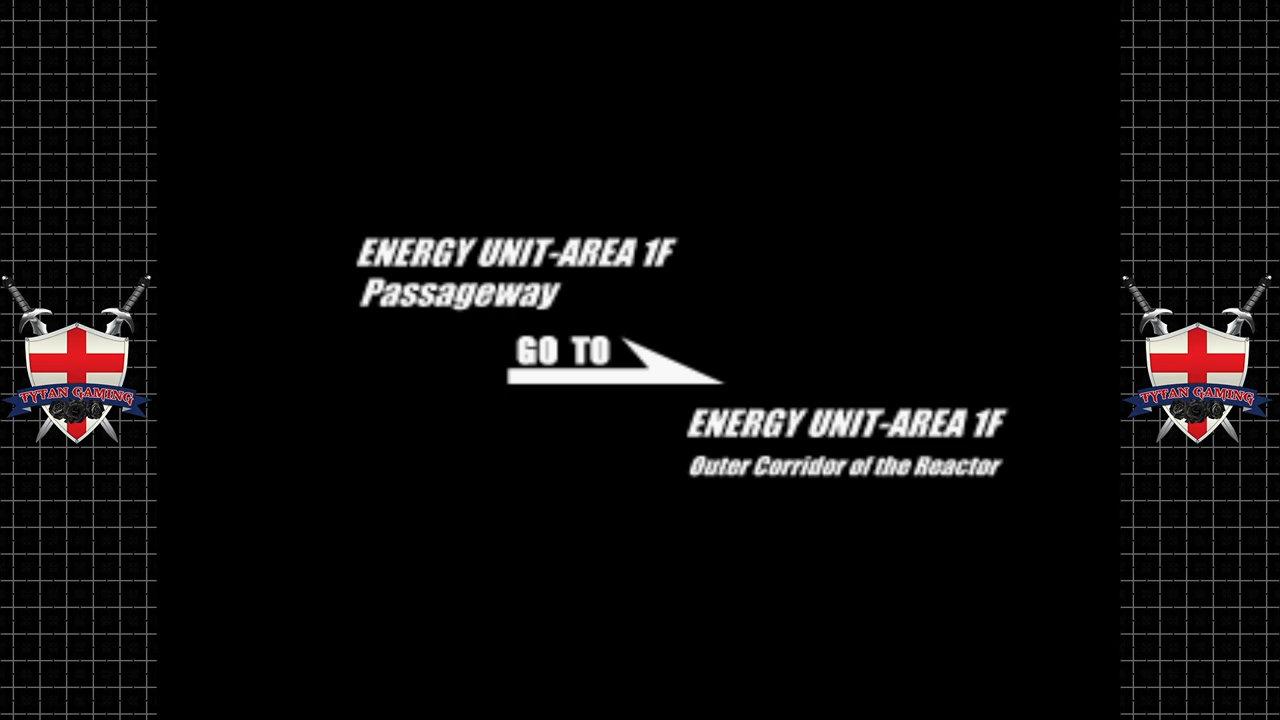 ENERGY UNIT-AREA 1F
Passageway
GO TO
ENERGY UNIT-AREA 1F
Outer Corridor of the Reactor
TYTAN GAMING
TYTAN GAMING